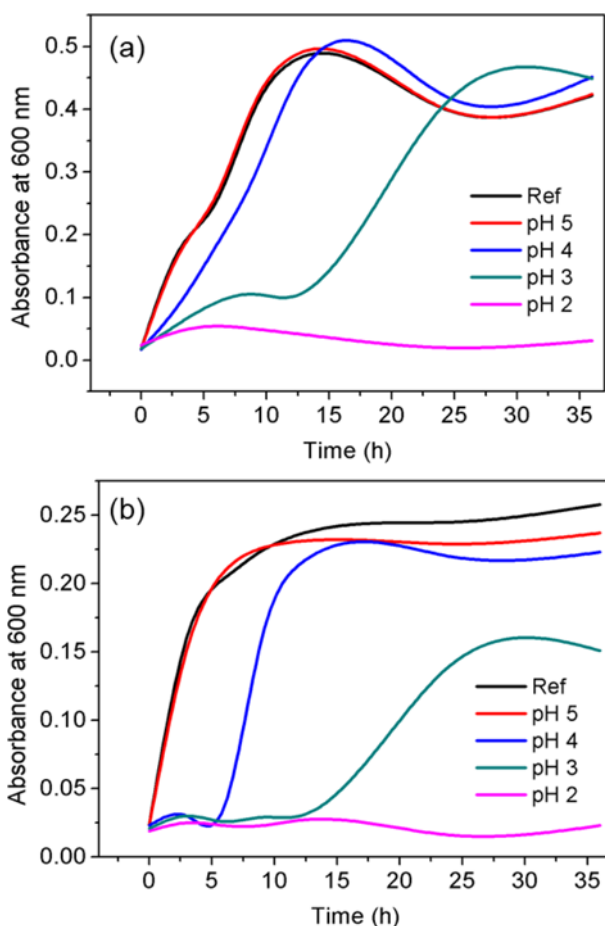 (a)
Absorbance at 600 nm
0.5
0.4
0.3
0.2
0.1
0.0
Ref
pH 5
pH 4
pH 3
pH 2
0 5 10 15 20 25 30 35
Time (h)
(b)
Absorbance at 600 nm
0.25
0.20
0.15
0.10
0.05
0.00
Ref
pH 5
pH 4
pH 3
pH 2
0 5 10 15 20 25 30 35
Time (h)